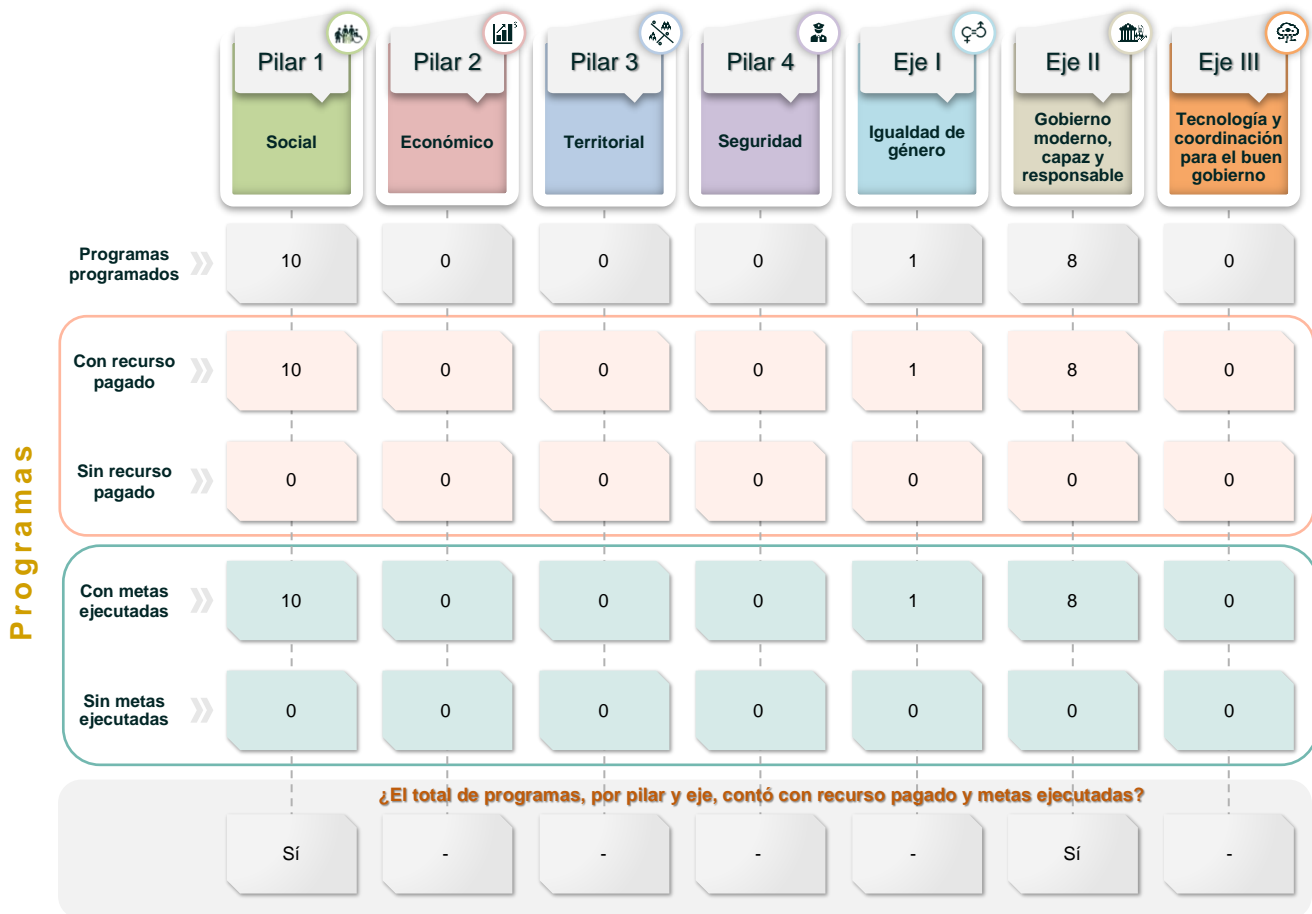 Pilar 1
Pilar 2
Pilar 3
Pilar 4
Eje I
Eje II
Eje III
Social
Económico
Territorial
Seguridad
Igualdad de
género
Gobierno
moderno,
capaz y
responsable
Tecnología y
coordinación
para el buen
gobierno
Programas
Programas
programados
10 0 0 0 1 8 0
Con recurso
pagado
10 0 0 0 1 8 0
Sin recurso
pagado
0 0 0 0 0 0 0
Con metas
ejecutadas
10 0 0 0 1 8 0
Sin metas
ejecutadas
0 0 0 0 0 0 0
¿El total de programas, por pilar y eje, contó con recurso pagado y metas ejecutadas?
Sí - - - - Sí -